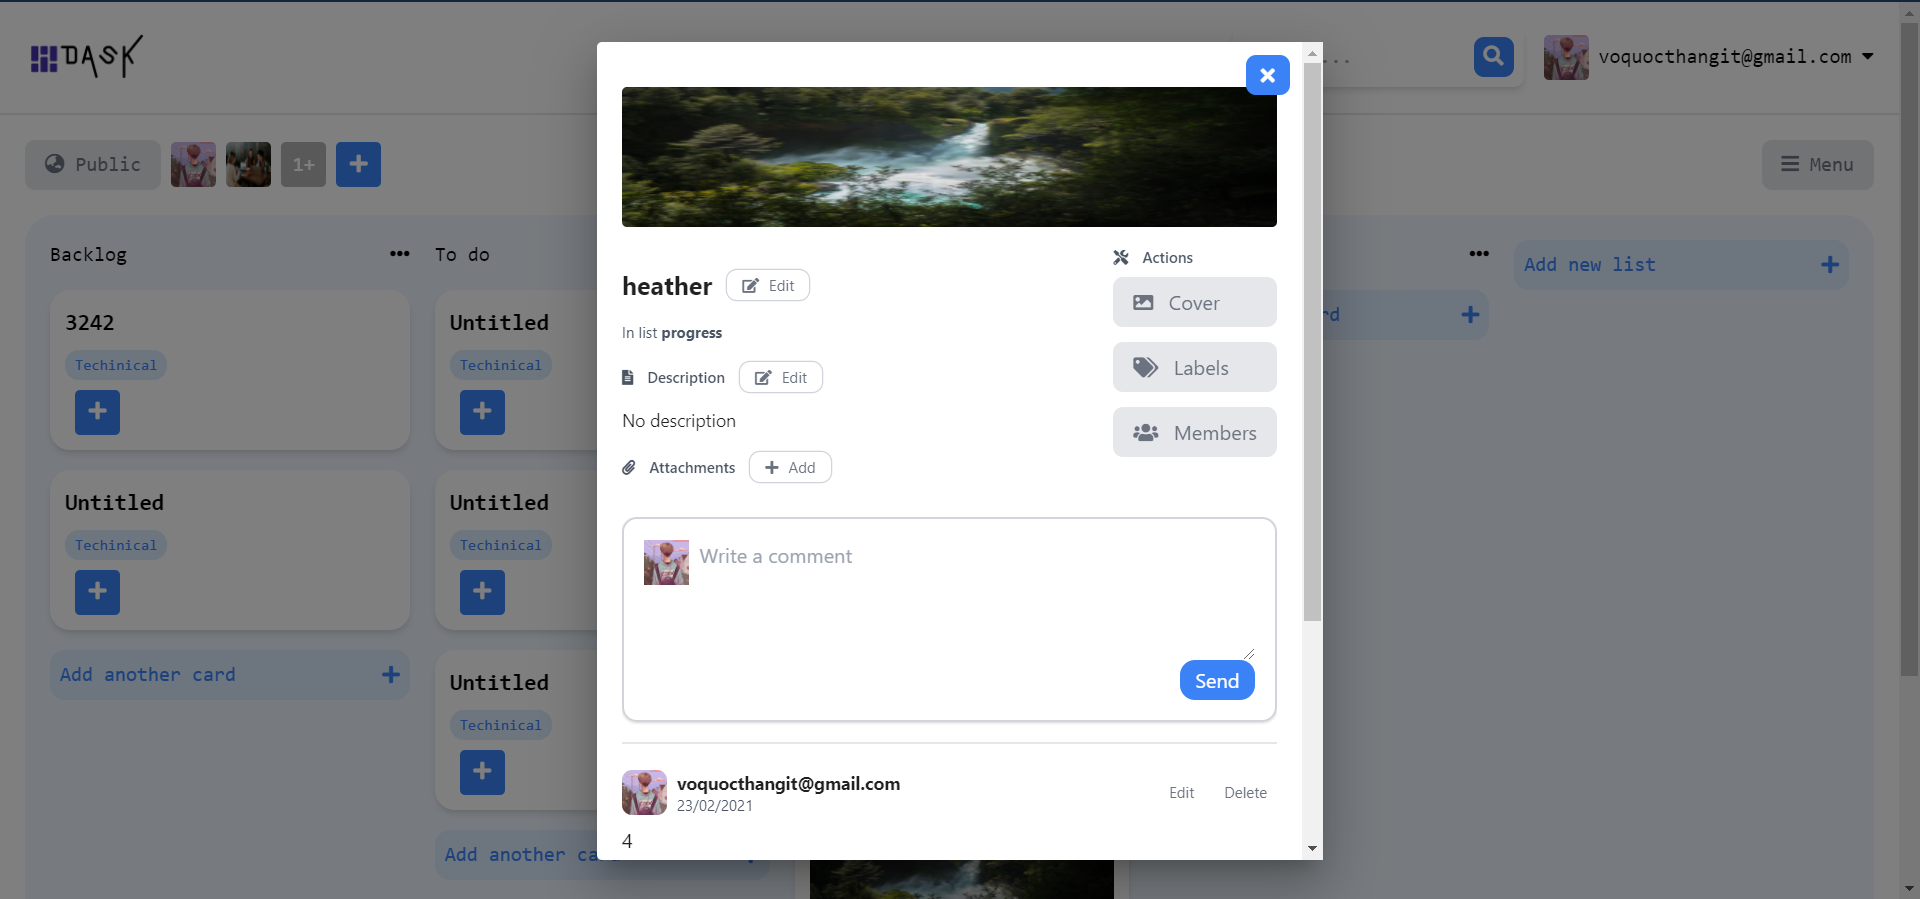 DASK
...
voquocthangit@gmail.com
Public
1+
Menu
Backlog
To do
Add new list
3242
Techinical
Untitled
Techinical
Untitled
Techinical
Untitled
Techinical
Add another card
Untitled
Techinical
Add another ca
rd
heather
Edit
In list progress
Description
Edit
No description
Attachments
Add
Actions
Cover
Labels
Members
Write a comment
Send
voquocthangit@gmail.com
23/02/2021
Edit
Delete
4